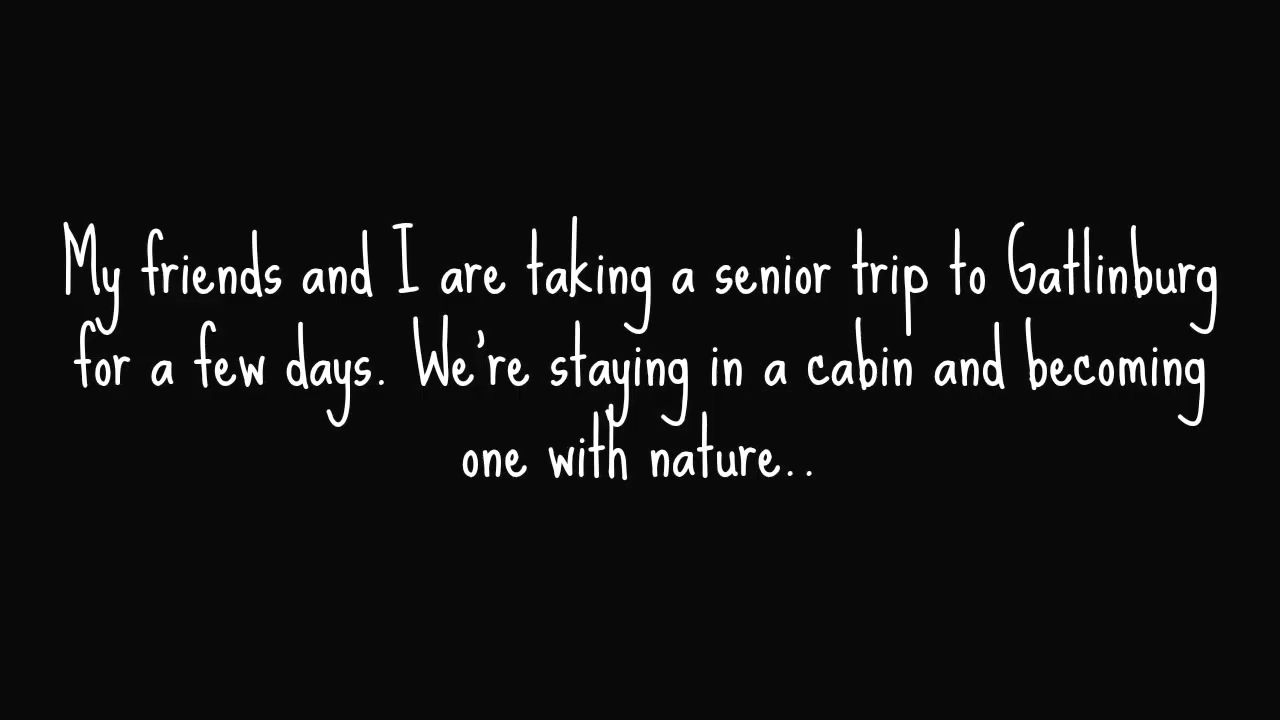 My friends and I are taking a senior trip to Gatlinburg
for a few days. We're staying in a cabin and becoming
one with nature..